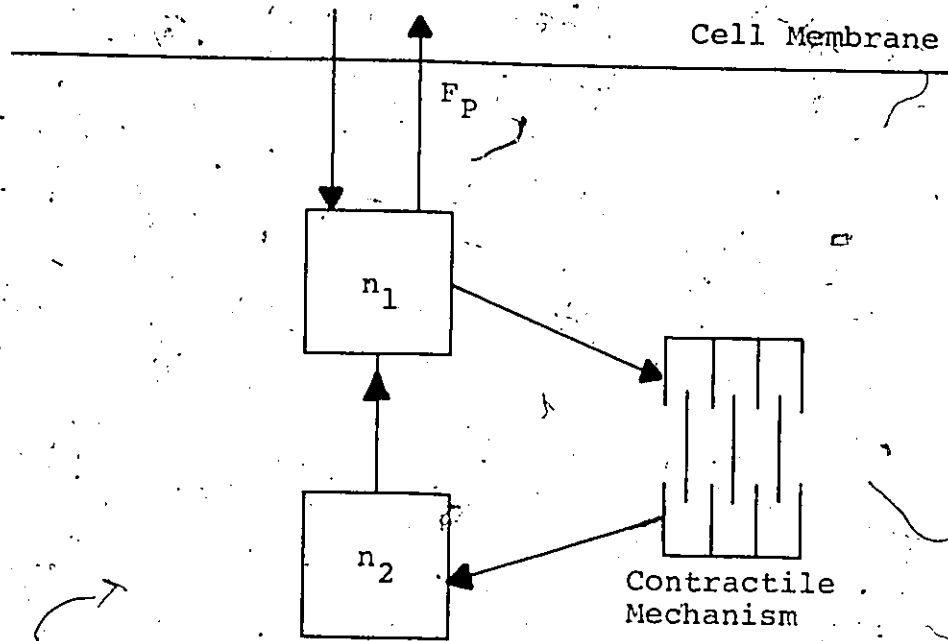 Cell Membrane
F_P
n_1
n_2
Contractile
Mechanism